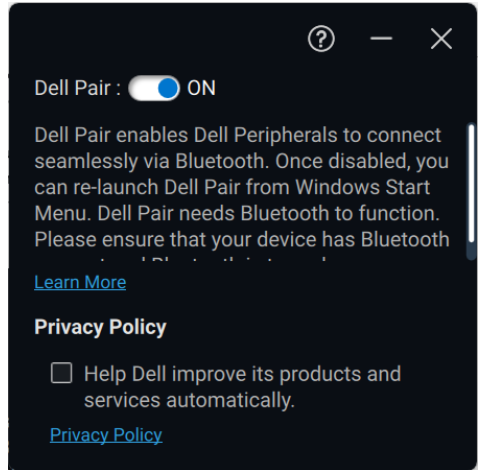 ?
Dell Pair : ON
Dell Pair enables Dell Peripherals to connect
seamlessly via Bluetooth. Once disabled, you
can re-launch Dell Pair from Windows Start
Menu. Dell Pair needs Bluetooth to function.
Please ensure that your device has Bluetooth
Learn More
Privacy Policy
Help Dell improve its products and
services automatically.
Privacy Policy